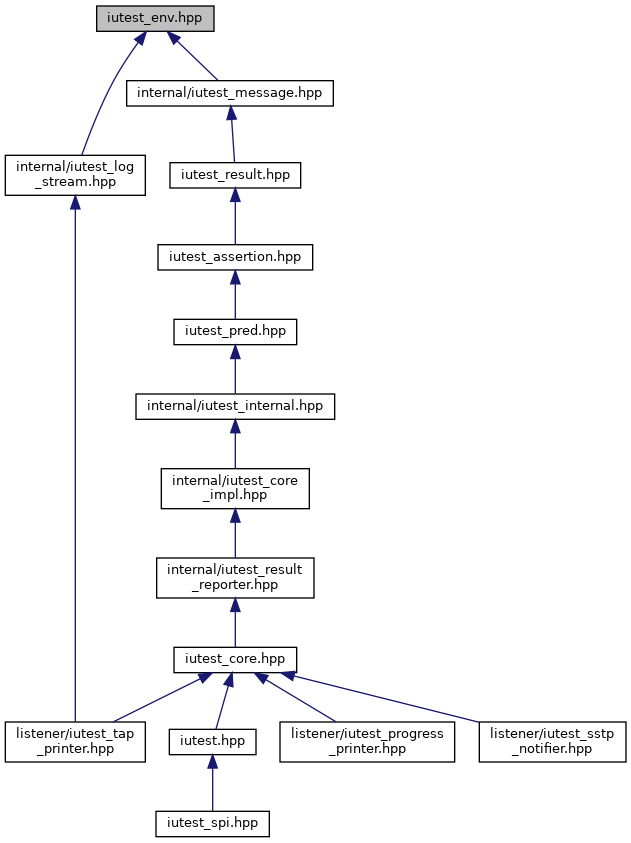 iutest_env.hpp
internal/iutest_message.hpp
internal/iutest_log
_stream.hpp
iutest_result.hpp
iutest_assertion.hpp
iutest_pred.hpp
internal/iutest_internal.hpp
internal/iutest_core
_impl.hpp
internal/iutest_result
_reporter.hpp
iutest_core.hpp
listener/iutest_tap
_printer.hpp
iutest.hpp
listener/iutest_progress
_printer.hpp
listener/iutest_sstp
_notifier.hpp
iutest_spi.hpp